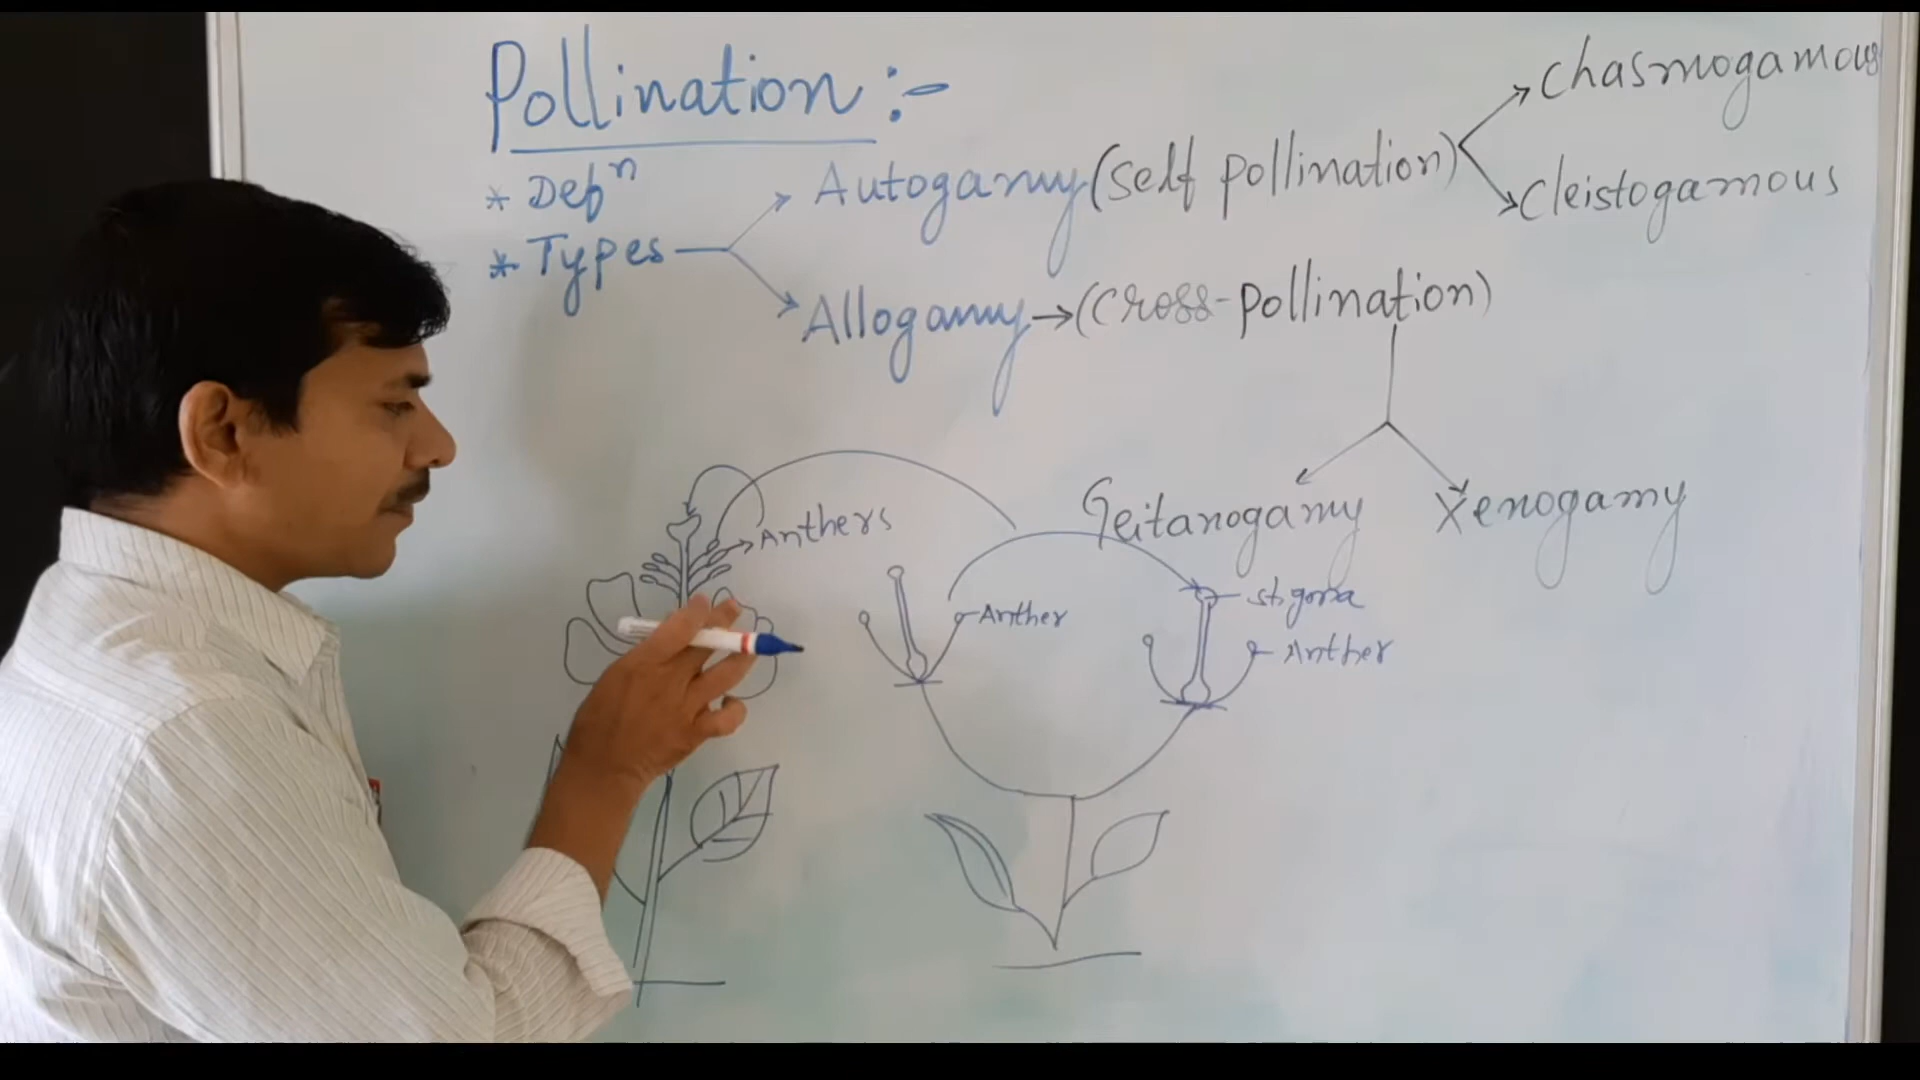 Pollination :-
* Defⁿ
* Types
Autogamy (self pollination)
Chasmogamous
Cleistogamous
Allogamy → (Cross-pollination)
Geitanogamy
Xenogamy
Anthers
Anther
stigma
Anther